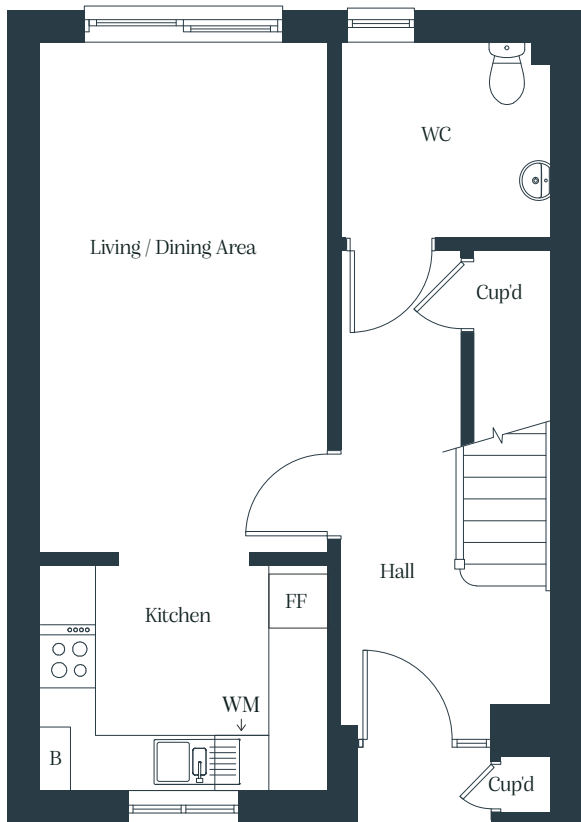 WC
Living / Dining Area
Cup'd
Hall
FF
Kitchen
WM
B
Cup'd